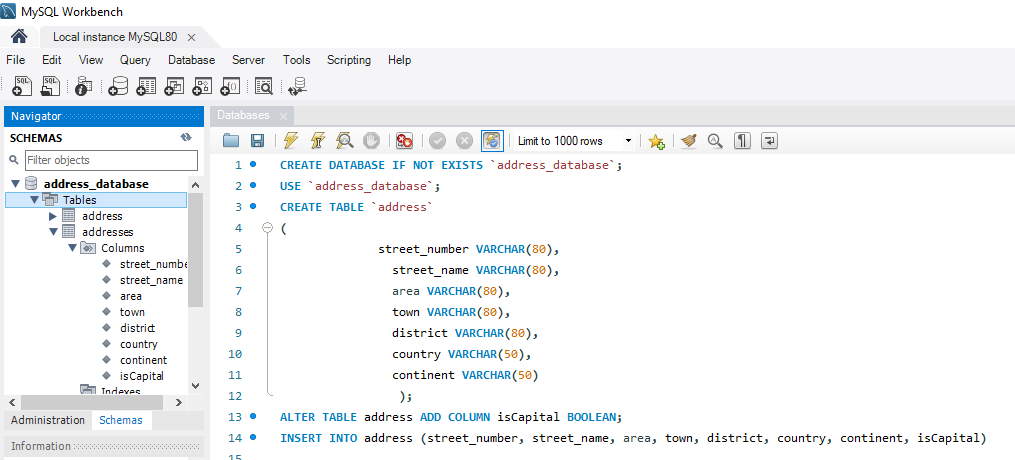 MySQL Workbench
Local instance MySQL80 ×
File Edit View Query Database Server Tools Scripting Help
Navigator
SCHEMAS
Filter objects
address_database
Tables
address
addresses
Columns
street_numbe
street_name
area
town
district
country
continent
isCapital
Indexes
Administration Schemas
Information
Databases ×
Limit to 1000 rows
1 CREATE DATABASE IF NOT EXISTS `address_database`;
2 USE `address_database`;
3 CREATE TABLE `address`
4 (
5 street_number VARCHAR(80),
6 street_name VARCHAR(80),
7 area VARCHAR(80),
8 town VARCHAR(80),
9 district VARCHAR(80),
10 country VARCHAR(50),
11 continent VARCHAR(50)
12 );
13 ALTER TABLE address ADD COLUMN isCapital BOOLEAN;
14 INSERT INTO address (street_number, street_name, area, town, district, country, continent, isCapital)
15